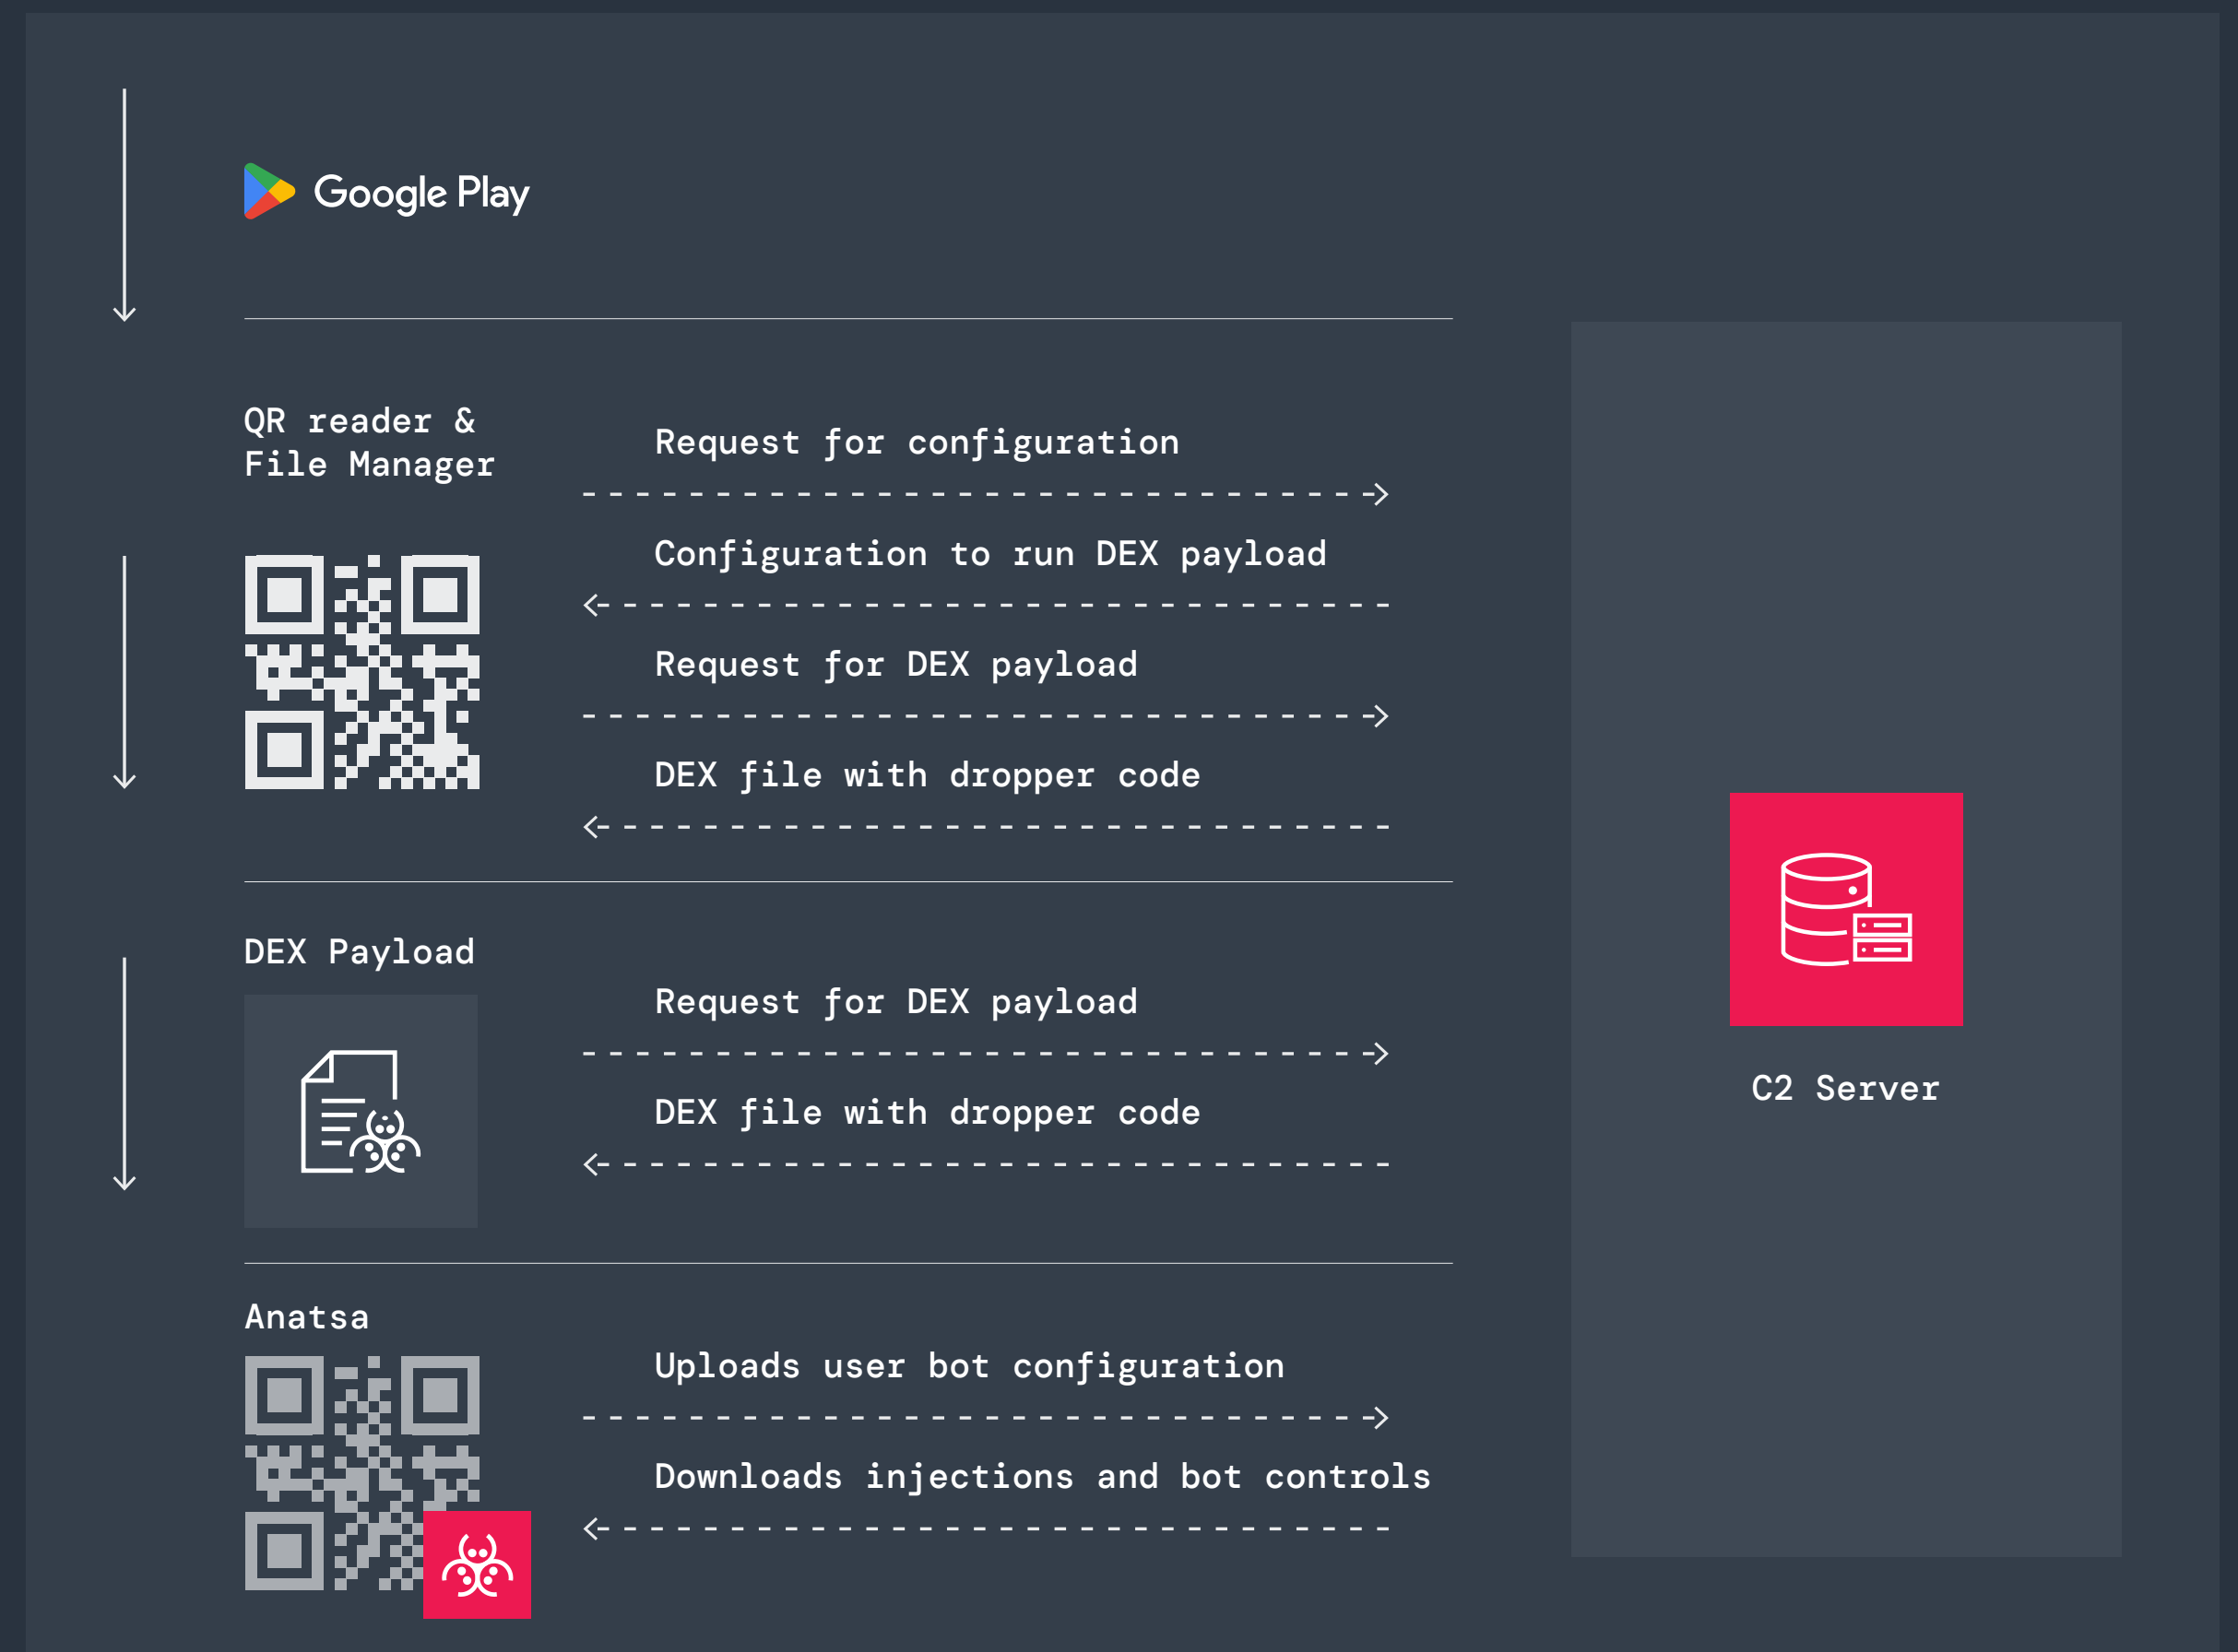 Google Play
QR reader &
File Manager
Request for configuration
Configuration to run DEX payload
Request for DEX payload
DEX file with dropper code
DEX Payload
Request for DEX payload
DEX file with dropper code
C2 Server
Anatsa
Uploads user bot configuration
Downloads injections and bot controls